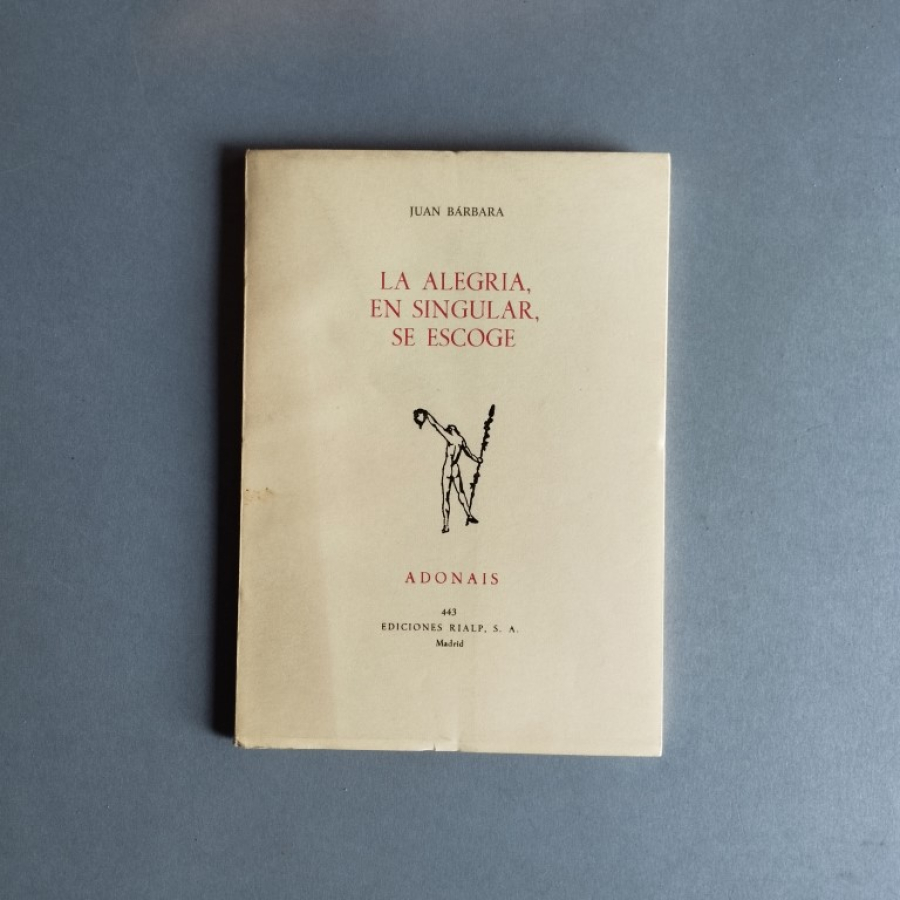 JUAN BÁRBARA
LA ALEGRIA,
EN SINGULAR,
SE ESCOGE
ADONAIS
443
EDICIONES RIALP, S. A.
Madrid